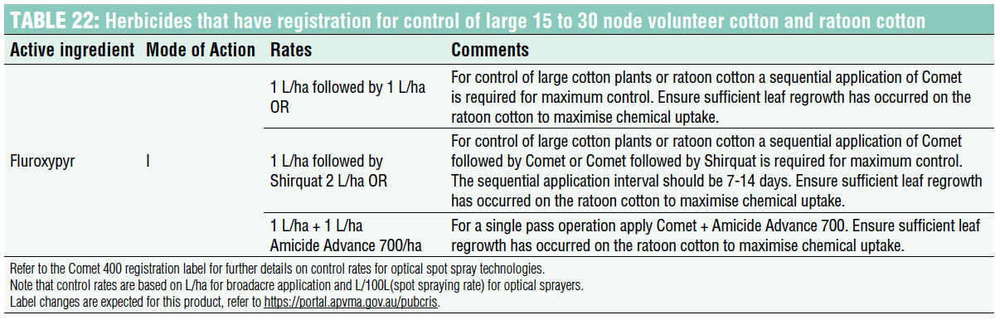 TABLE 22: Herbicides that have registration for control of large 15 to 30 node volunteer cotton and ratoon cotton
Active ingredient Mode of Action Rates Comments
Fluroxypyr I
1 L/ha followed by 1 L/ha
OR
For control of large cotton plants or ratoon cotton a sequential application of Comet
is required for maximum control. Ensure sufficient leaf regrowth has occurred on the
ratoon cotton to maximise chemical uptake.
1 L/ha followed by
Shirquat 2 L/ha OR
For control of large cotton plants or ratoon cotton a sequential application of Comet
followed by Comet or Comet followed by Shirquat is required for maximum control.
The sequential application interval should be 7-14 days. Ensure sufficient leaf regrowth
has occurred on the ratoon cotton to maximise chemical uptake.
1 L/ha + 1 L/ha
Amicide Advance 700/ha
For a single pass operation apply Comet + Amicide Advance 700. Ensure sufficient leaf
regrowth has occurred on the ratoon cotton to maximise chemical uptake.
Refer to the Comet 400 registration label for further details on control rates for optical spot spray technologies.
Note that control rates are based on L/ha for broadacre application and L/100L(spot spraying rate) for optical sprayers.
Label changes are expected for this product, refer to https://portal.apvma.gov.au/pubcris.